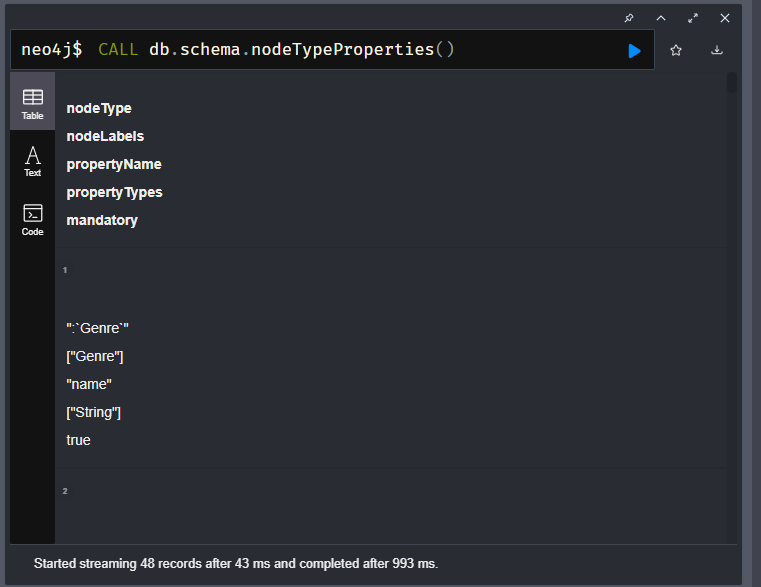 neo4j$ CALL db.schema.nodeTypeProperties()
Table
Text
Code
nodeType
nodeLabels
propertyName
propertyTypes
mandatory
1
":`Genre`"
["Genre"]
"name"
["String"]
true
2
Started streaming 48 records after 43 ms and completed after 993 ms.